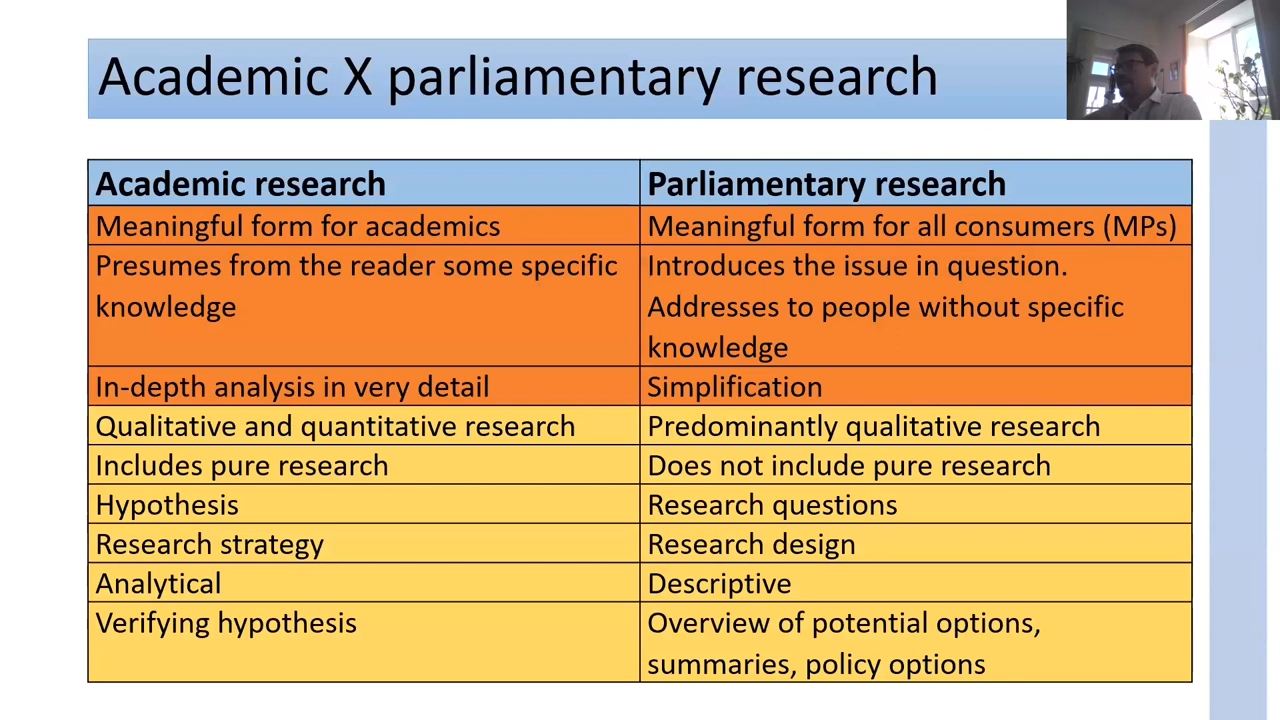 Academic X parliamentary research
Academic research
Parliamentary research
Meaningful form for academics
Meaningful form for all consumers (MPs)
Presumes from the reader some specific
knowledge
Introduces the issue in question.
Addresses to people without specific
knowledge
In-depth analysis in very detail
Simplification
Qualitative and quantitative research
Predominantly qualitative research
Includes pure research
Does not include pure research
Hypothesis
Research questions
Research strategy
Research design
Analytical
Descriptive
Verifying hypothesis
Overview of potential options,
summaries, policy options